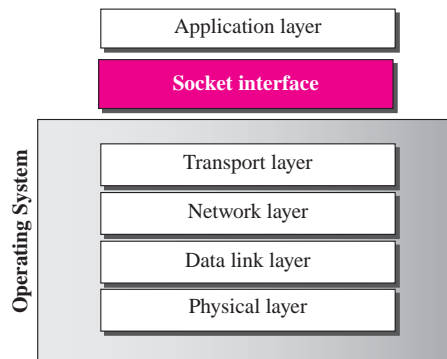 Application layer
Socket interface
Operating System
Transport layer
Network layer
Data link layer
Physical layer